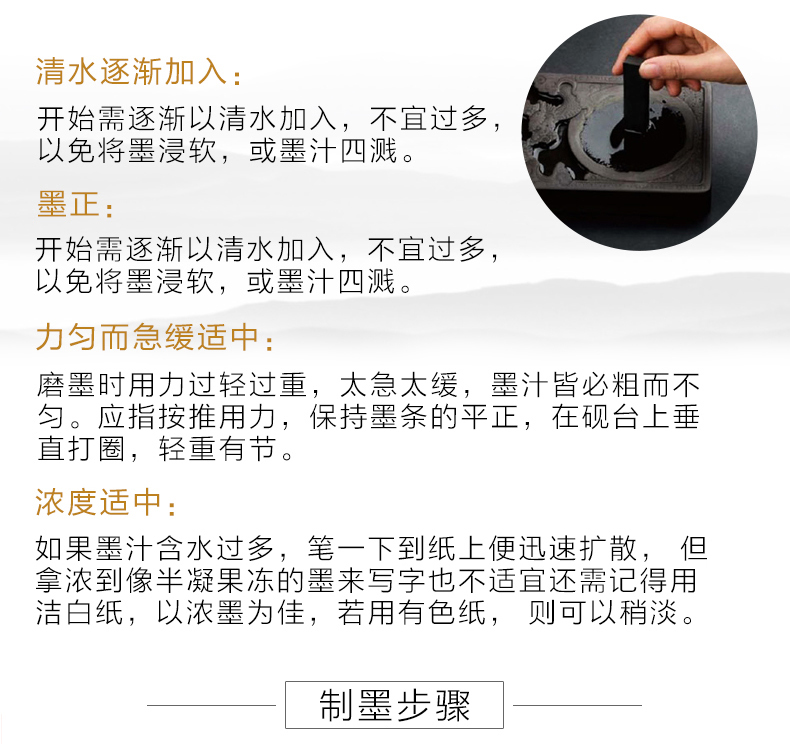 清水逐渐加入：
开始需逐渐以清水加入，不宜过多，
以免将墨浸软，或墨汁四溅。
墨正：
开始需逐渐以清水加入，不宜过多，
以免将墨浸软，或墨汁四溅。
力匀而急缓适中：
磨墨时用力过轻过重，太急太缓，墨汁皆必粗而不
匀。应指按推用力，保持墨条的平正，在砚台上垂
直打圈，轻重有节。
浓度适中：
如果墨汁含水过多，笔一下到纸上便迅速扩散， 但
拿浓到像半凝果冻的墨来写字也不适宜还需记得用
洁白纸，以浓墨为佳，若用有色纸， 则可以稍淡。
制墨步骤